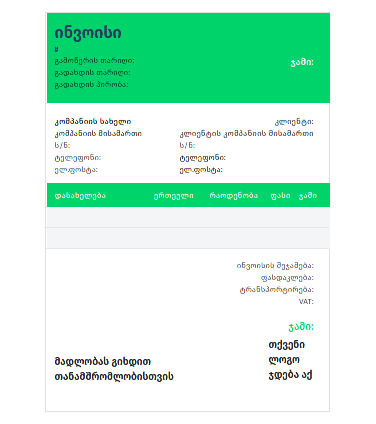 ინვოისი
#
გამოწერის თარიღი:
გადახდის თარიღი:
გადახდის პირობა:
ჯამი:
კომპანიის სახელი
კომპანიის მისამართი
ს/ნ:
ტელეფონი:
ელ.ფოსტა:
კლიენტი:
კლიენტის კომპანიის მისამართი
ს/ნ:
ტელეფონი:
ელ.ფოსტა:
დასახელება ერთეული რაოდენობა ფასი ჯამი
ინვოისის შეჯამება:
ფასდაკლება:
ტრანსპორტირება:
VAT:
ჯამი:
თქვენი
ლოგო
ჯდება აქ
მადლობას გიხდით
თანამშრომლობისთვის